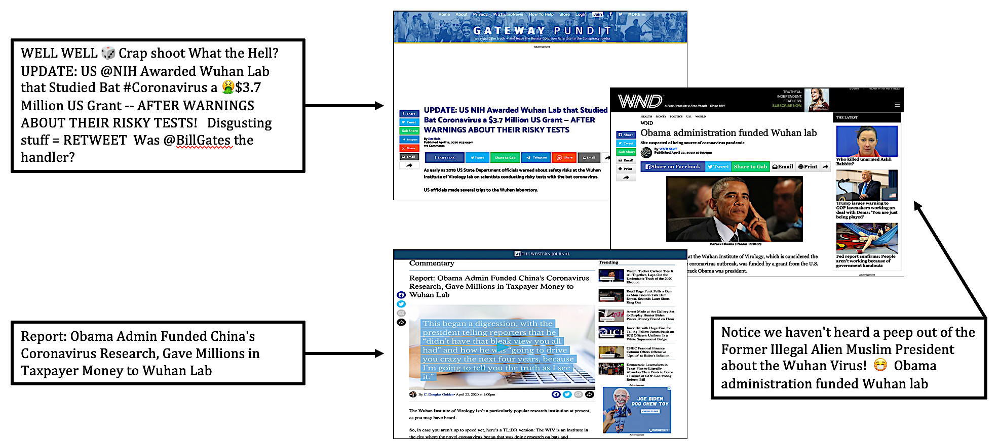 WELL WELL 🎲 Crap shoot What the Hell?
UPDATE: US @NIH Awarded Wuhan Lab
that Studied Bat #Coronavirus a 🤮$3.7
Million US Grant -- AFTER WARNINGS
ABOUT THEIR RISKY TESTS! Disgusting
stuff = RETWEET Was @BillGates the
handler?
Home About Privacy ProTrumpNews How To Help Store Login Join MORE
GATEWAY PUNDIT
We report the truth – and leave the Russia-Collusion fairy tale to the Conspiracy media
Advertisement
Share
Tweet
Gab Share
Telegram
Share
Email
UPDATE: US NIH Awarded Wuhan Lab that Studied
Bat Coronavirus a $3.7 Million US Grant – AFTER
WARNINGS ABOUT THEIR RISKY TESTS
By Jim Hoft
Published April 14, 2020 at 5:44pm
172 Comments
Share (1.4k) Tweet Share to Gab Telegram Share Email
As early as 2018 US State Department officials warned about safety risks at the Wuhan
Institute of Virology lab on scientists conducting risky tests with the bat coronavirus.
US officials made several trips to the Wuhan laboratory.
WND
A Free Press for a Free People - Since 1997
TRUTHFUL.
INDEPENDENT.
FEARLESS.
SUBSCRIBE NOW.
HEALTH MONEY POLITICS U.S. WORLD
WND
Share
Tweet
Gab Share
Email
Print
Obama administration funded Wuhan lab
Site suspected of being source of coronavirus pandemic
By WND Staff
Published April 22, 2020 at 6:59pm
Share on Facebook Tweet Share to Gab Email Print
Barack Obama (Photo: Twitter)
at the Wuhan Institute of Virology, which is considered the
coronavirus outbreak, was funded by a grant from the U.S.
rack Obama was president.
THE LATEST
Who killed unarmed Ashli
Babbitt?
Trump issues warning to
GOP lawmakers working on
deal with Dems: 'You are just
being played'
Fed report confirms: People
aren't working because of
government handouts
Advertisement
Report: Obama Admin Funded China's
Coronavirus Research, Gave Millions in
Taxpayer Money to Wuhan Lab
WJ THE WESTERN JOURNAL
Commentary
Report: Obama Admin Funded China's Coronavirus
Research, Gave Millions in Taxpayer Money to
Wuhan Lab
This began a digression, with the
president telling reporters that he
"didn't have that bleak view you all
had" and how he was "going to drive
you crazy the next four years, because
I'm going to tell you the truth as I see
it."
By C. Douglas Golden• April 22, 2020 at 1:00pm
The Wuhan Institute of Virology isn't a particularly popular research institution at present,
as you may have heard.
So, in case you aren't up to speed yet, here's a TL;DR version: The WIV is an institute in
the city where the novel coronavirus began that was doing research on bats and
Trending
Watch: Tucker Carlson Ties It
All Together, Lays Out the
Undeniable Truth of the 2020
Election
Commentary
Road Rage Punk Pulls a Gun
as Man Tries to Talk Him
Down, Seconds Later Shots
Ring Out
Commentary
Arrest Made at Art Gallery Set
to Display Hunter Biden
Pieces, Money Found on Floor
Commentary
Juror Hit with Huge Fine for
Telling Fellow Jurors Patch on
ICE Officer's Uniform Is a
White Supremacist Badge
ICE
Commentary
CNBC Personal Finance
Column Offers Offensive
'Upside' to Biden's Inflation
Commentary
Democratic Lawmakers in
Texas Plan to Literally
Abandon Their Posts to Force
a Failure of GOP-Led Voting
Reform Bill
Commentary
Advertisement
JOE BIDEN
DOG CHEW TOY
CHECK IT OUT
PATRIOTDEPOT
Advertisement
Notice we haven't heard a peep out of the
Former Illegal Alien Muslim President
about the Wuhan Virus! 😷 Obama
administration funded Wuhan lab